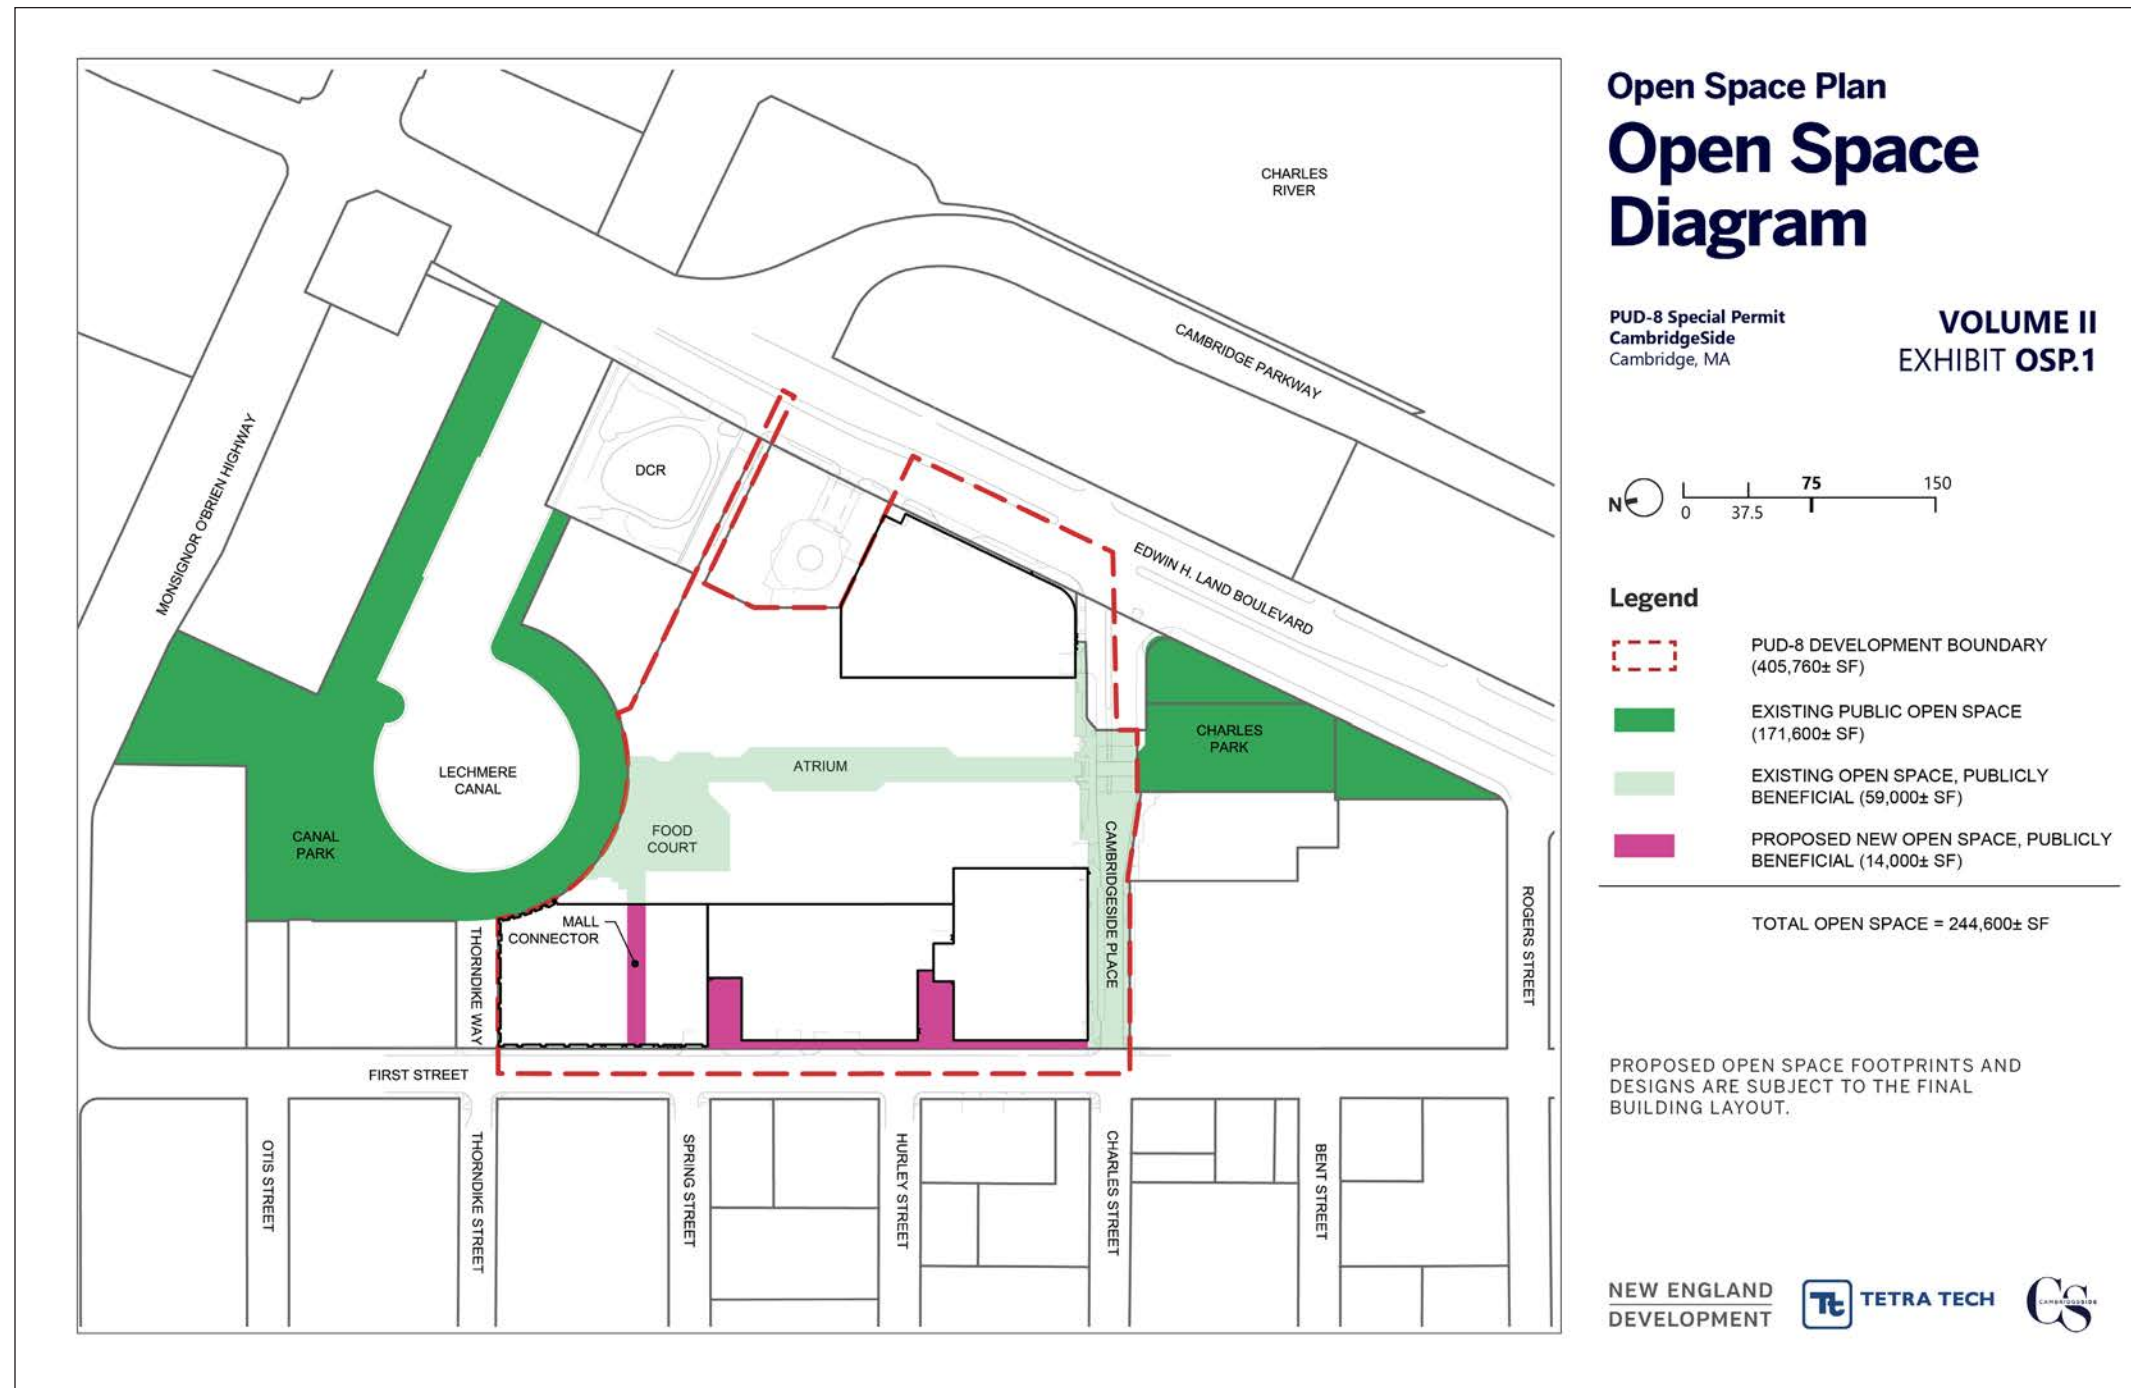 Open Space Plan
Open Space
Diagram
PUD-8 Special Permit
CambridgeSide
Cambridge, MA
VOLUME II
EXHIBIT OSP.1
N
0
37.5
75
150
Legend
PUD-8 DEVELOPMENT BOUNDARY
(405,760± SF)
EXISTING PUBLIC OPEN SPACE
(171,600± SF)
EXISTING OPEN SPACE, PUBLICLY
BENEFICIAL (59,000± SF)
PROPOSED NEW OPEN SPACE, PUBLICLY
BENEFICIAL (14,000± SF)
TOTAL OPEN SPACE = 244,600± SF
PROPOSED OPEN SPACE FOOTPRINTS AND
DESIGNS ARE SUBJECT TO THE FINAL
BUILDING LAYOUT.
NEW ENGLAND
DEVELOPMENT
Tt
TETRA TECH
CS
CAMBRIDGESIDE
CHARLES
RIVER
CAMBRIDGE PARKWAY
MONSIGNOR O'BRIEN HIGHWAY
DCR
EDWIN H. LAND BOULEVARD
CHARLES
PARK
LECHMERE
CANAL
ATRIUM
CANAL
PARK
FOOD
COURT
CAMBRIDGESIDE PLACE
MALL
CONNECTOR
THORNDIKE WAY
ROGERS STREET
FIRST STREET
OTIS STREET
THORNDIKE STREET
SPRING STREET
HURLEY STREET
CHARLES STREET
BENT STREET